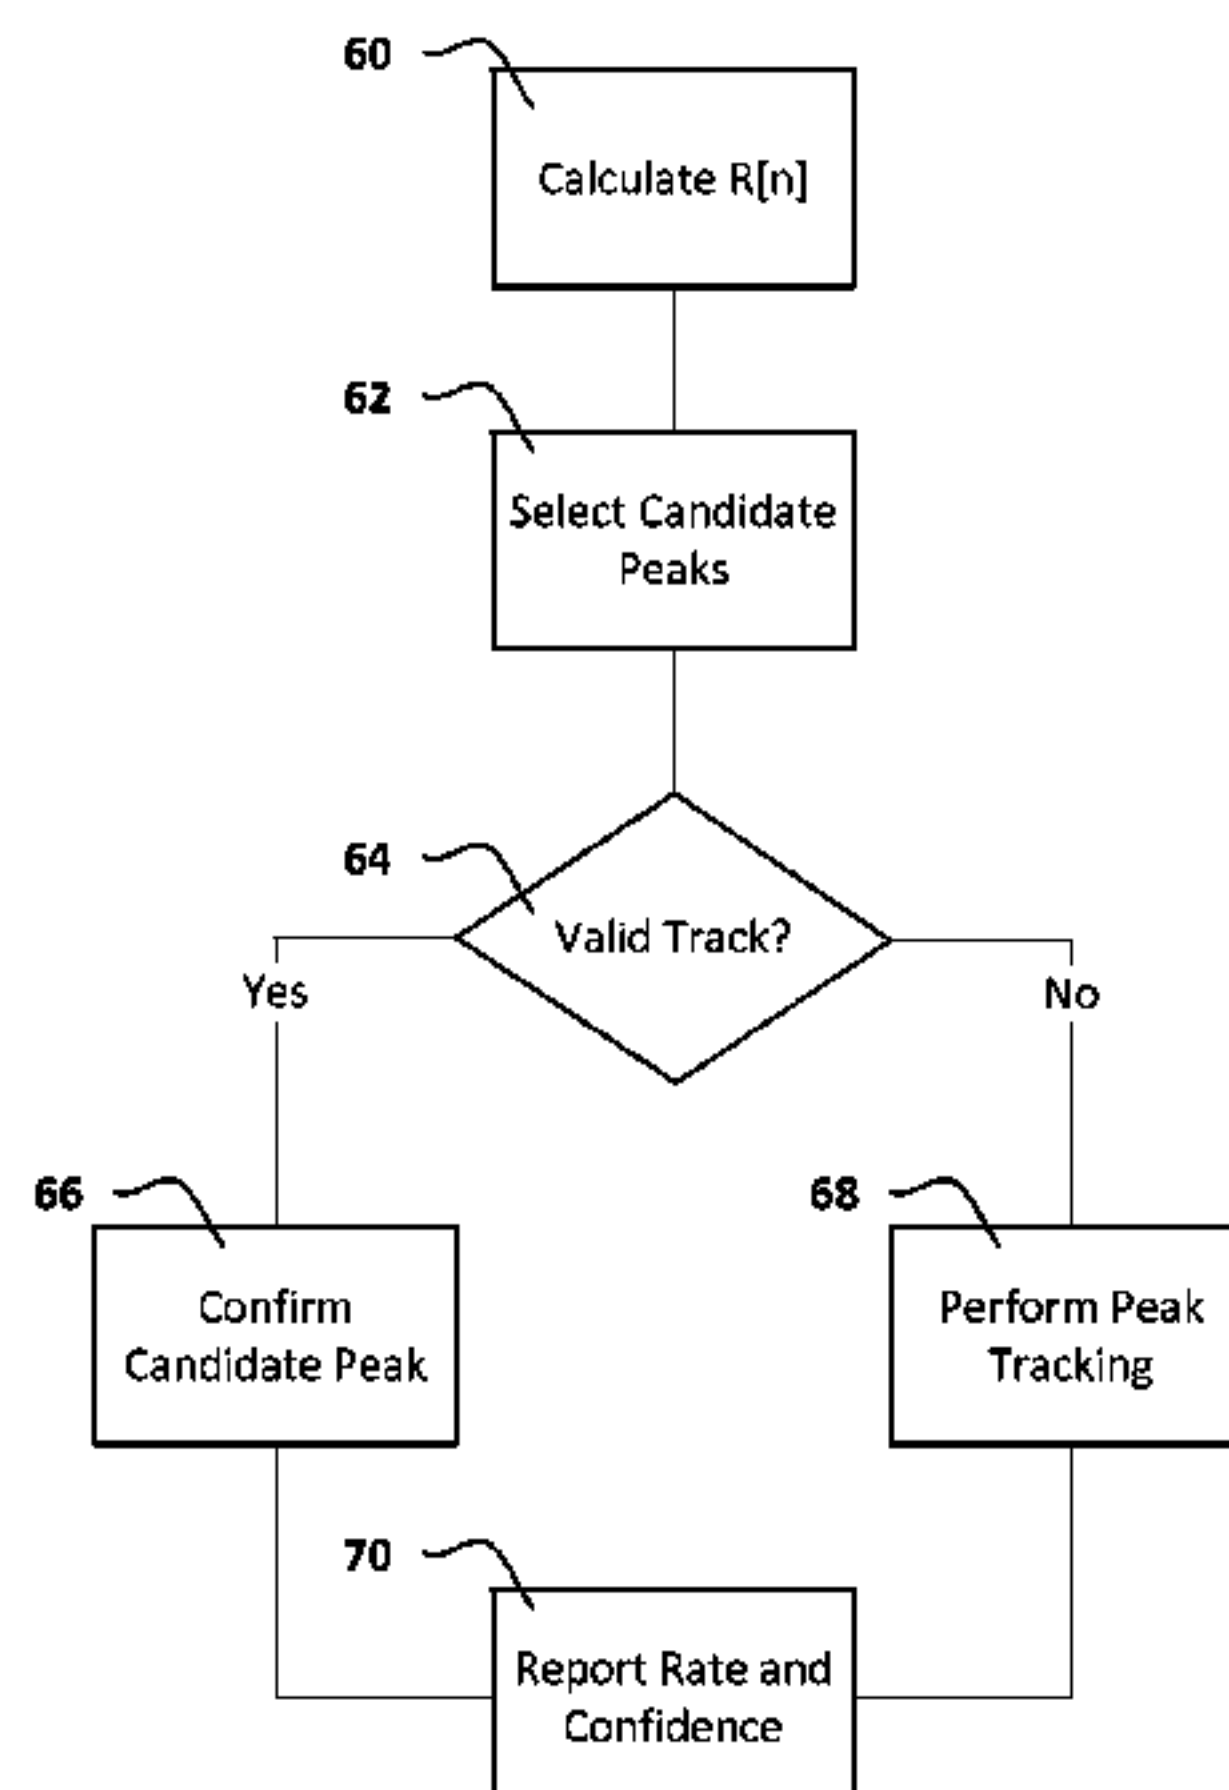 60
Calculate R[n]
62
Select Candidate
Peaks
64
Valid Track?
Yes
No
66
68
Confirm
Candidate Peak
Perform Peak
Tracking
70
Report Rate and
Confidence